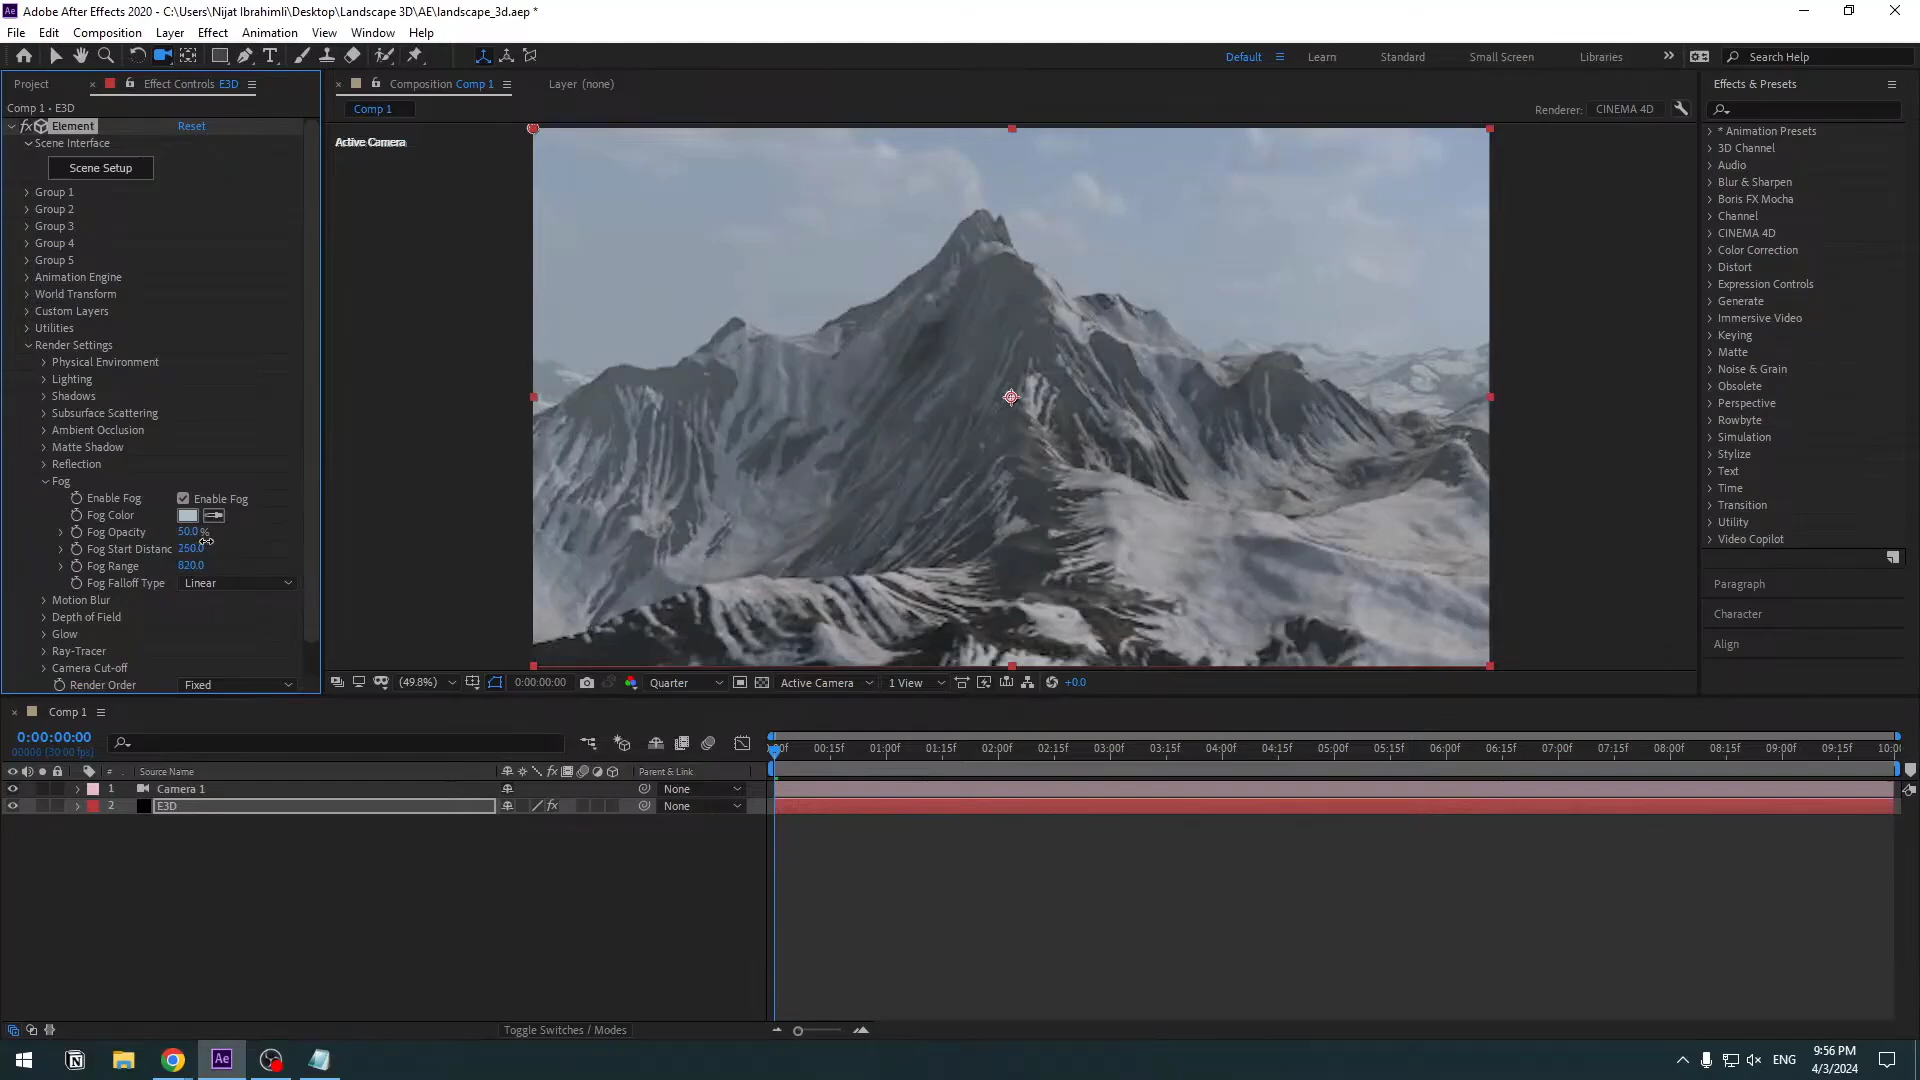 Ae Adobe After Effects 2020 - C:\Users\Nijat Ibrahimli\Desktop\Landscape 3D\AE\landscape_3d.aep *
File Edit Composition Layer Effect Animation View Window Help
Default Learn Standard Small Screen Libraries Search Help
Project Effect Controls E3D
Composition Comp 1 Layer (none)
Effects & Presets
Comp 1 • E3D
Comp 1
Renderer: CINEMA 4D
fx Element Reset
Scene Interface
Scene Setup
Group 1
Group 2
Group 3
Group 4
Group 5
Animation Engine
World Transform
Custom Layers
Utilities
Render Settings
Physical Environment
Lighting
Shadows
Subsurface Scattering
Ambient Occlusion
Matte Shadow
Reflection
Fog
Enable Fog Enable Fog
Fog Color
Fog Opacity 50.0 %
Fog Start Distanc 250.0
Fog Range 820.0
Fog Falloff Type Linear
Motion Blur
Depth of Field
Glow
Ray-Tracer
Camera Cut-off
Render Order Fixed
Active Camera
(49.8%) 0:00:00:00 Quarter Active Camera 1 View +0.0
* Animation Presets
3D Channel
Audio
Blur & Sharpen
Boris FX Mocha
Channel
CINEMA 4D
Color Correction
Distort
Expression Controls
Generate
Immersive Video
Keying
Matte
Noise & Grain
Obsolete
Perspective
Rowbyte
Simulation
Stylize
Text
Time
Transition
Utility
Video Copilot
Paragraph
Character
Align
Comp 1
0:00:00:00
00000 (30.00 fps)
:00f 00:15f 01:00f 01:15f 02:00f 02:15f 03:00f 03:15f 04:00f 04:15f 05:00f 05:15f 06:00f 06:15f 07:00f 07:15f 08:00f 08:15f 09:00f 09:15f 10:00
# Source Name fx Parent & Link
1 Camera 1 None
2 E3D fx None
Toggle Switches / Modes
Ae
ENG
9:56 PM
4/3/2024